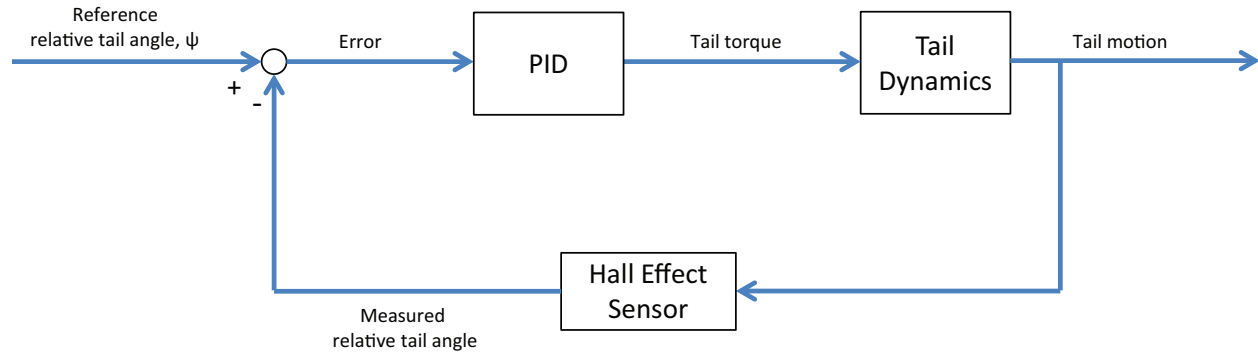 Reference
relative tail angle, ψ
Error
PID
Tail torque
Tail
Dynamics
Tail motion
+
-
Hall Effect
Sensor
Measured
relative tail angle